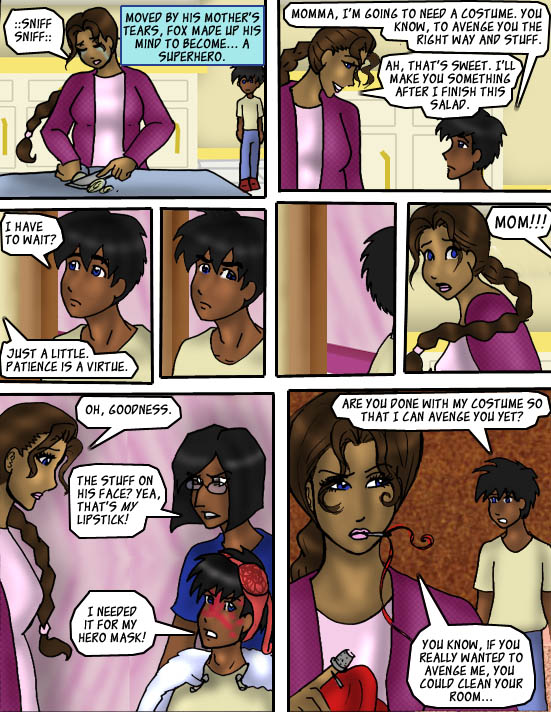 ::SNIFF
SNIFF::
MOVED BY HIS MOTHER'S
TEARS, FOX MADE UP HIS
MIND TO BECOME... A
SUPERHERO.
MOMMA, I'M GOING TO NEED A COSTUME. YOU
KNOW, TO AVENGE YOU THE
RIGHT WAY AND STUFF.
AH, THAT'S SWEET. I'LL
MAKE YOU SOMETHING
AFTER I FINISH THIS
SALAD.
I HAVE
TO WAIT?
JUST A LITTLE.
PATIENCE IS A VIRTUE.
MOM!!!
OH, GOODNESS.
THE STUFF ON
HIS FACE? YEA,
THAT'S MY
LIPSTICK!
I NEEDED
IT FOR MY
HERO MASK!
ARE YOU DONE WITH MY COSTUME SO
THAT I CAN AVENGE YOU YET?
YOU KNOW, IF YOU
REALLY WANTED TO
AVENGE ME, YOU
COULD CLEAN YOUR
ROOM...